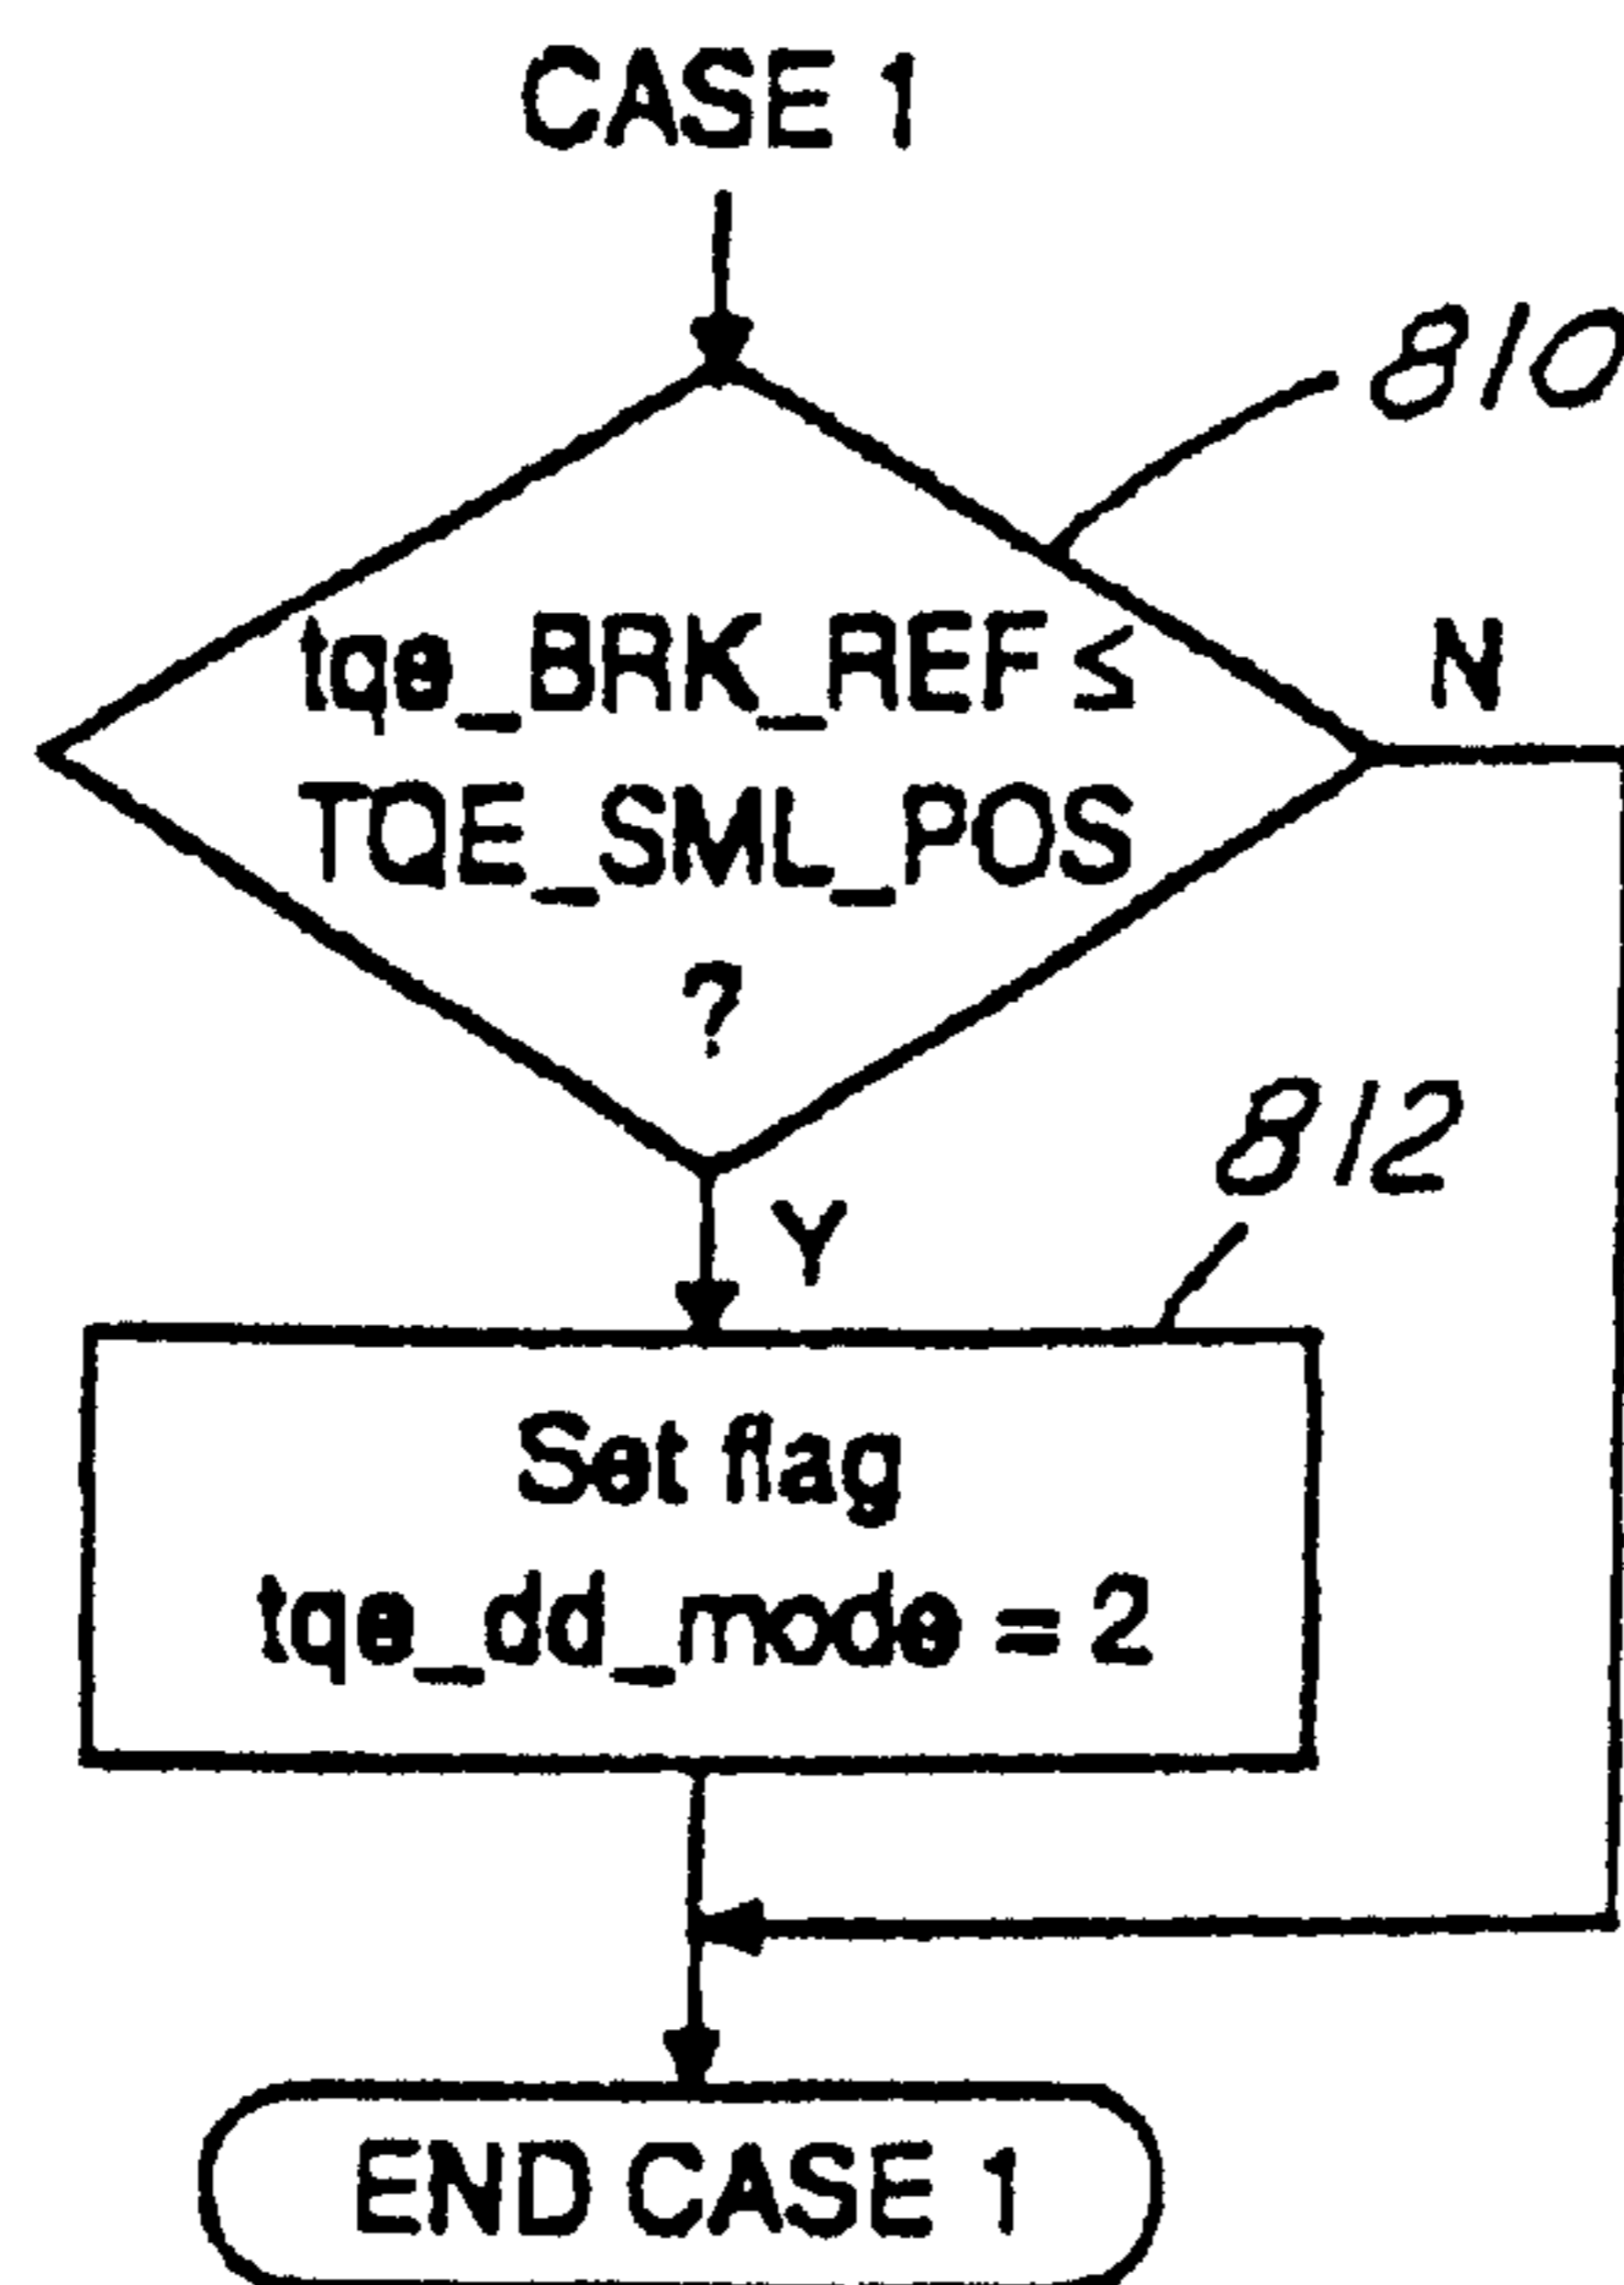 CASE 1
810
tqe_BRK_REF ≤
N
TQE_SML_POS
?
812
Y
Set flag
tqe_dd_mode = 2
END CASE 1